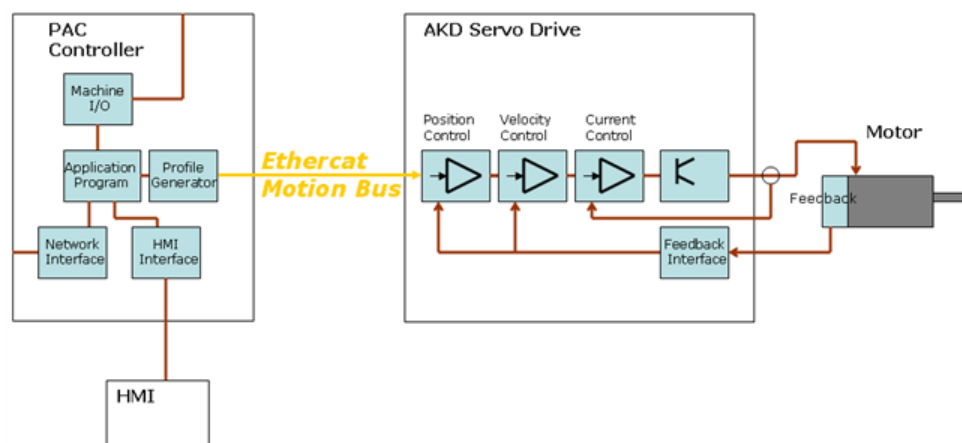 PAC
Controller
Machine
I/O
Application
Program
Profile
Generator
Network
Interface
HMI
Interface
HMI
Ethercat
Motion Bus
AKD Servo Drive
Position
Control
Velocity
Control
Current
Control
Feedback
Interface
Motor
Feedback